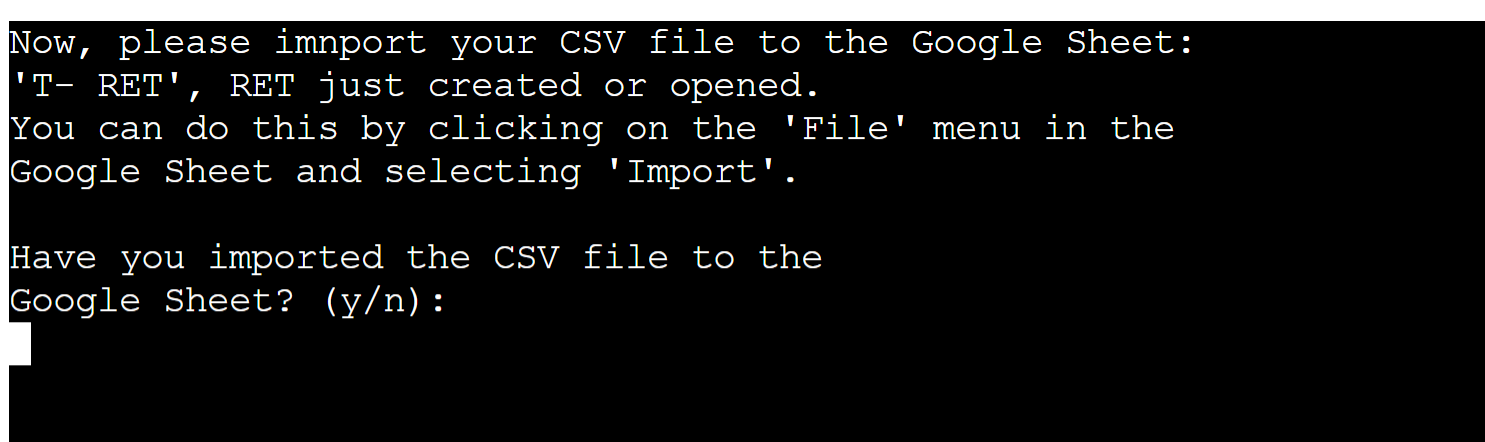 Now, please imnport your CSV file to the Google Sheet:
'T- RET', RET just created or opened.
You can do this by clicking on the 'File' menu in the
Google Sheet and selecting 'Import'.
Have you imported the CSV file to the
Google Sheet? (y/n):